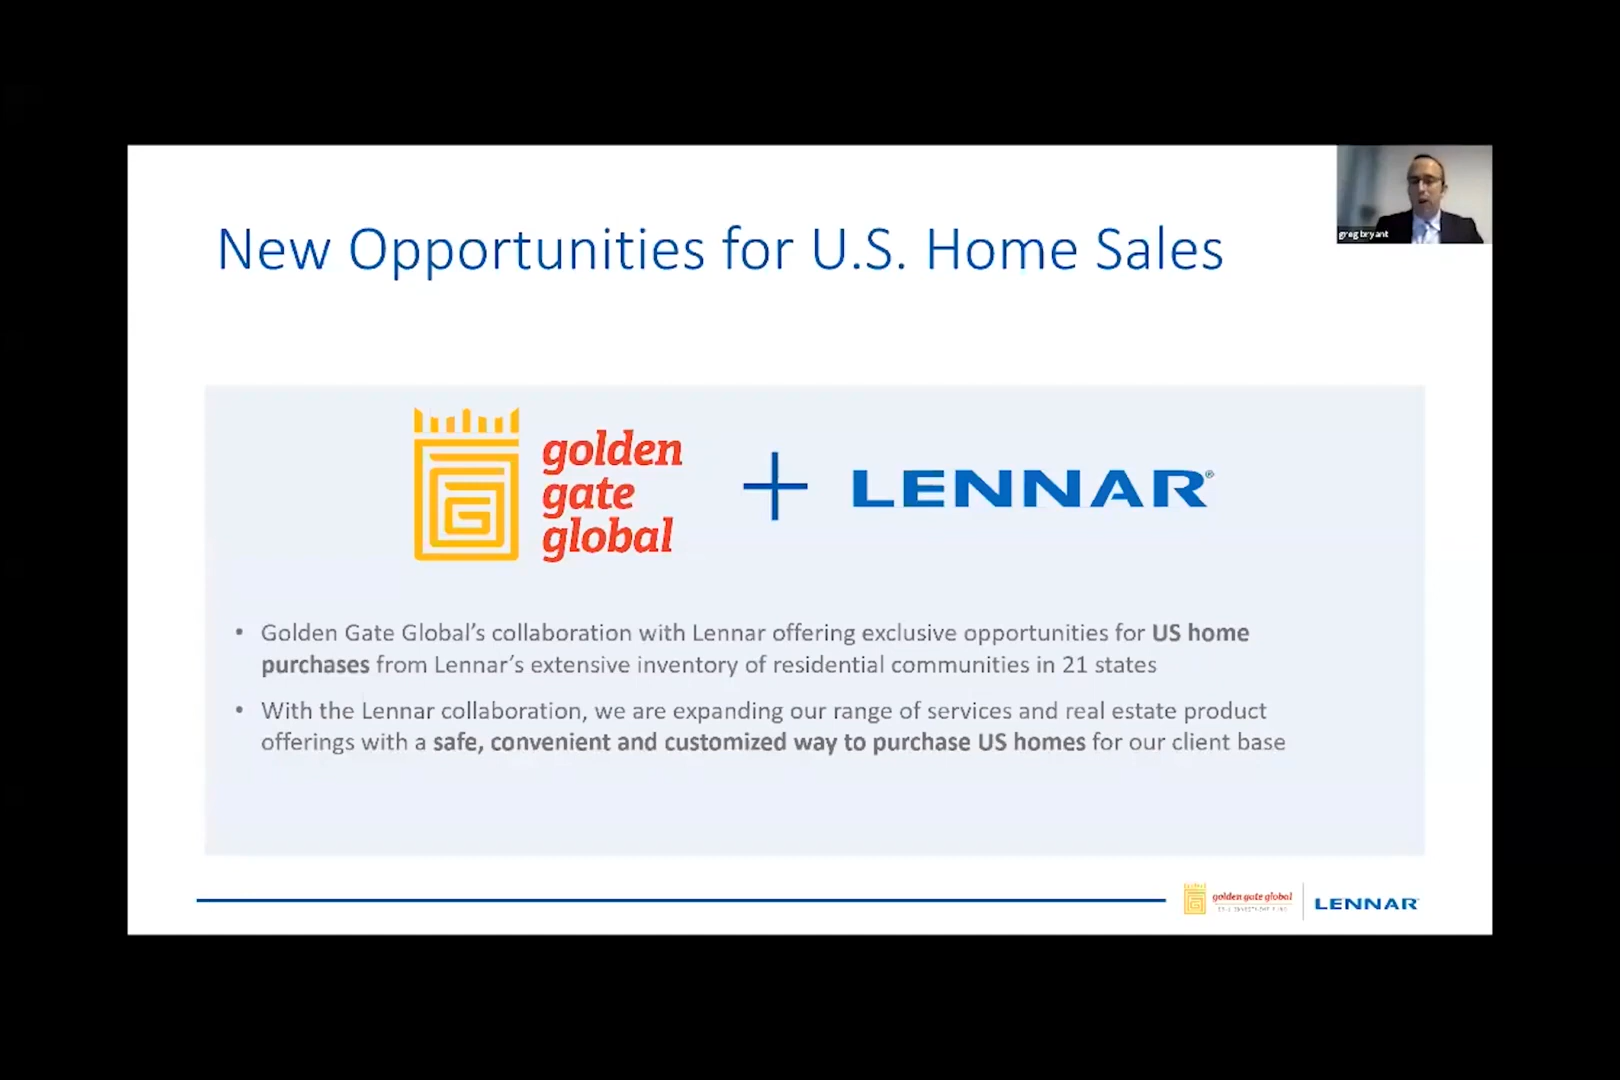 greg bryant
New Opportunities for U.S. Home Sales
golden
gate
global
+
LENNAR®
• Golden Gate Global's collaboration with Lennar offering exclusive opportunities for US home
purchases from Lennar's extensive inventory of residential communities in 21 states
• With the Lennar collaboration, we are expanding our range of services and real estate product
offerings with a safe, convenient and customized way to purchase US homes for our client base
golden gate global
LENNAR